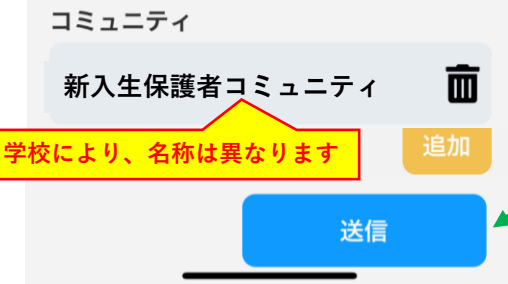 コミュニティ
新入生保護者コミュニティ
学校により、名称は異なります
追加
送信